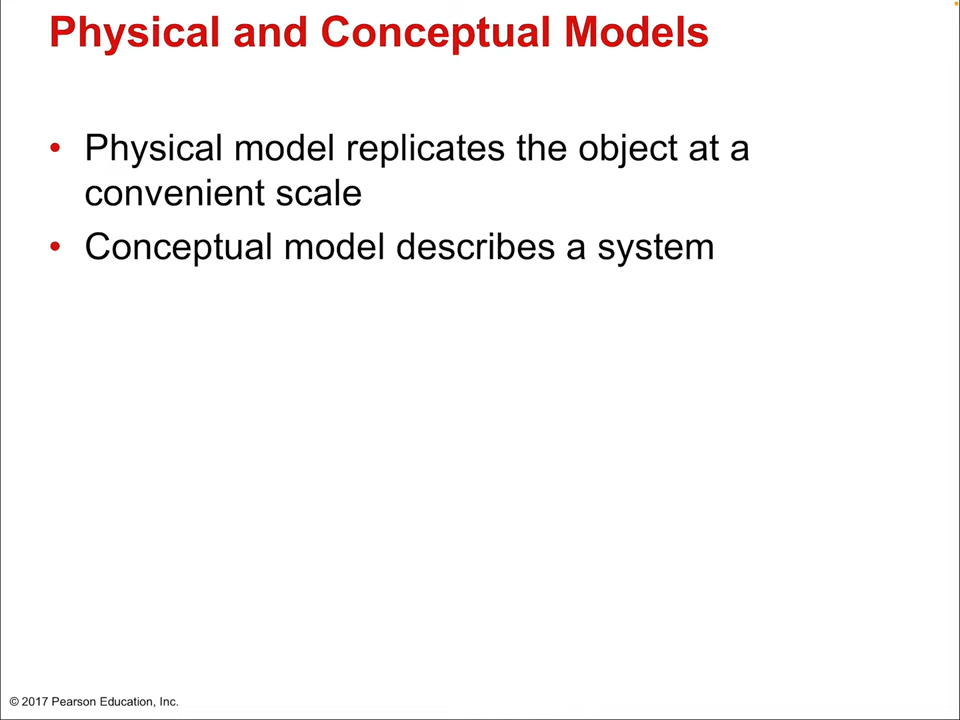 Physical and Conceptual Models
• Physical model replicates the object at a
convenient scale
• Conceptual model describes a system
© 2017 Pearson Education, Inc.